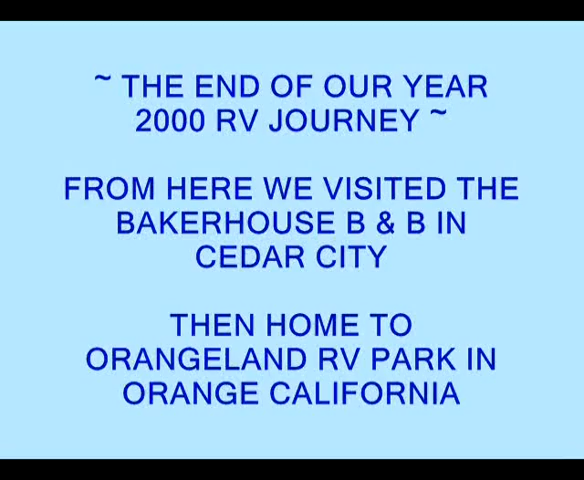 ~ THE END OF OUR YEAR
2000 RV JOURNEY ~
FROM HERE WE VISITED THE
BAKERHOUSE B & B IN
CEDAR CITY
THEN HOME TO
ORANGELAND RV PARK IN
ORANGE CALIFORNIA